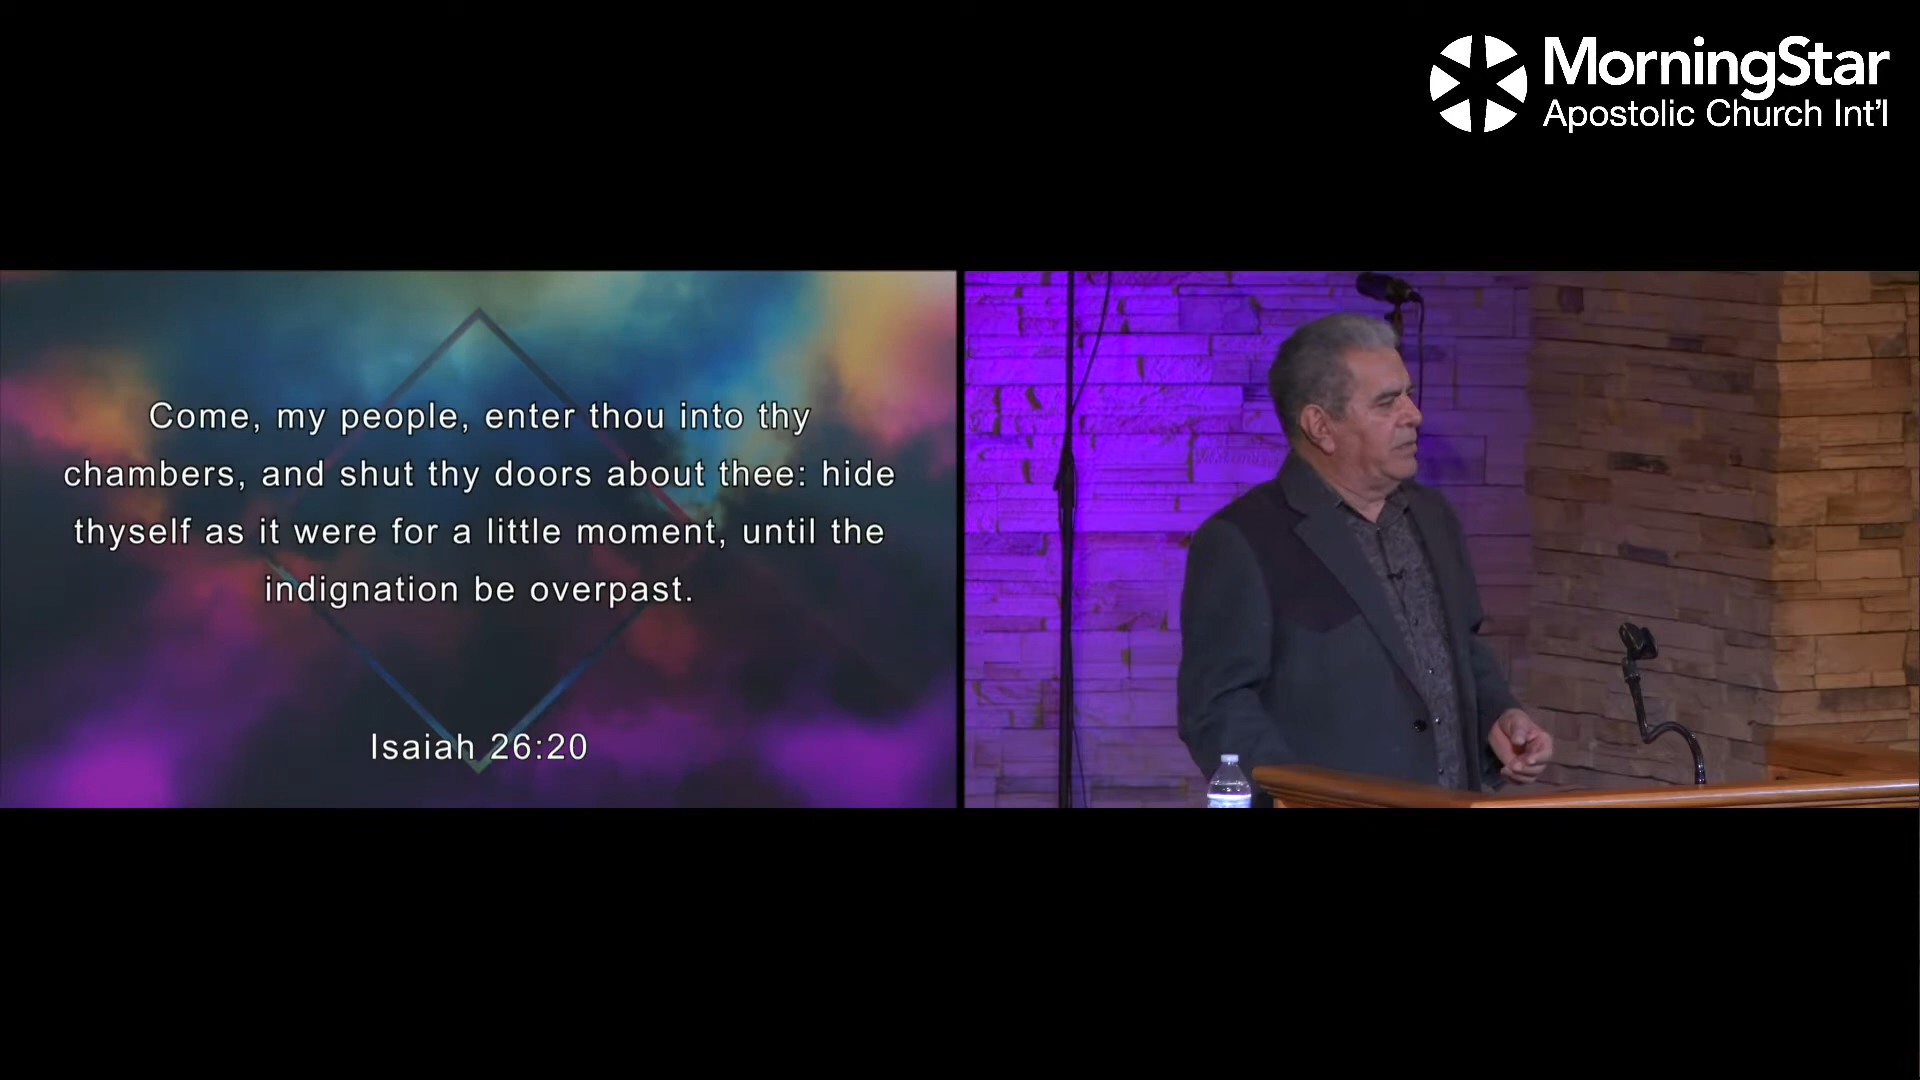 MorningStar
Apostolic Church Int'l
Come, my people, enter thou into thy
chambers, and shut thy doors about thee: hide
thyself as it were for a little moment, until the
indignation be overpast.
Isaiah 26:20